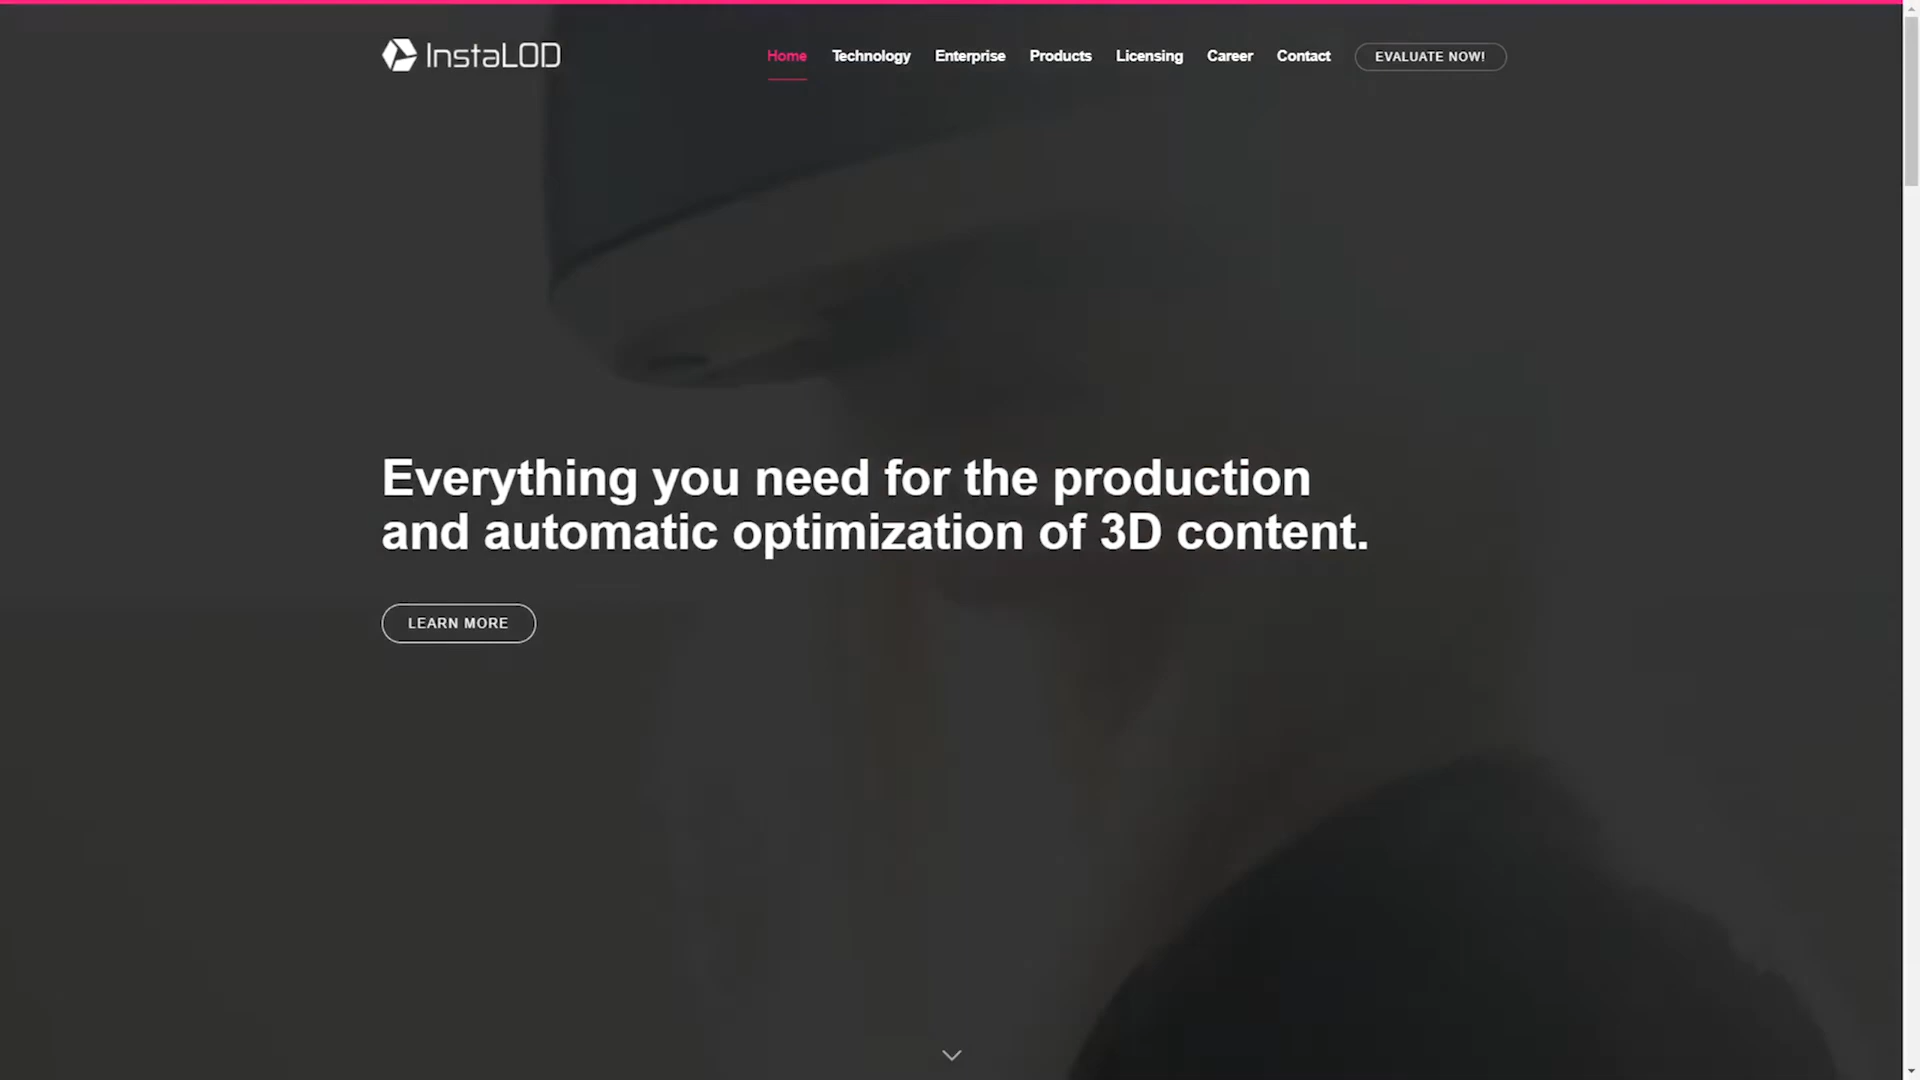 InstaLOD
Home Technology Enterprise Products Licensing Career Contact EVALUATE NOW!
Everything you need for the production
and automatic optimization of 3D content.
LEARN MORE